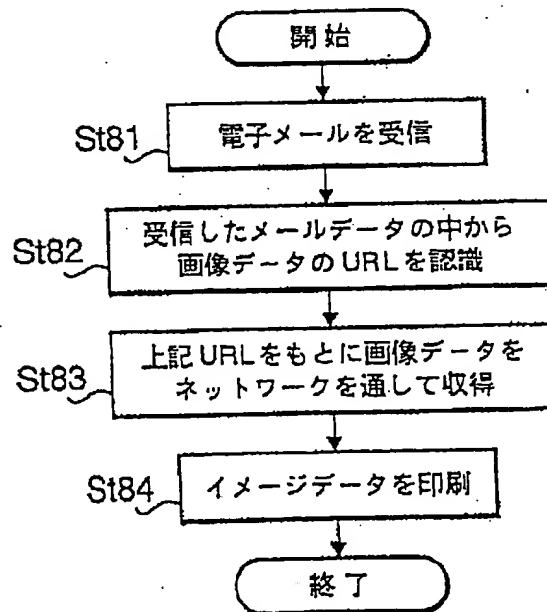 開始
St81
電子メールを受信
St82
受信したメールデータの中から
画像データのURLを認識
St83
上記URLをもとに画像データを
ネットワークを通して収得
St84
イメージデータを印刷
終了